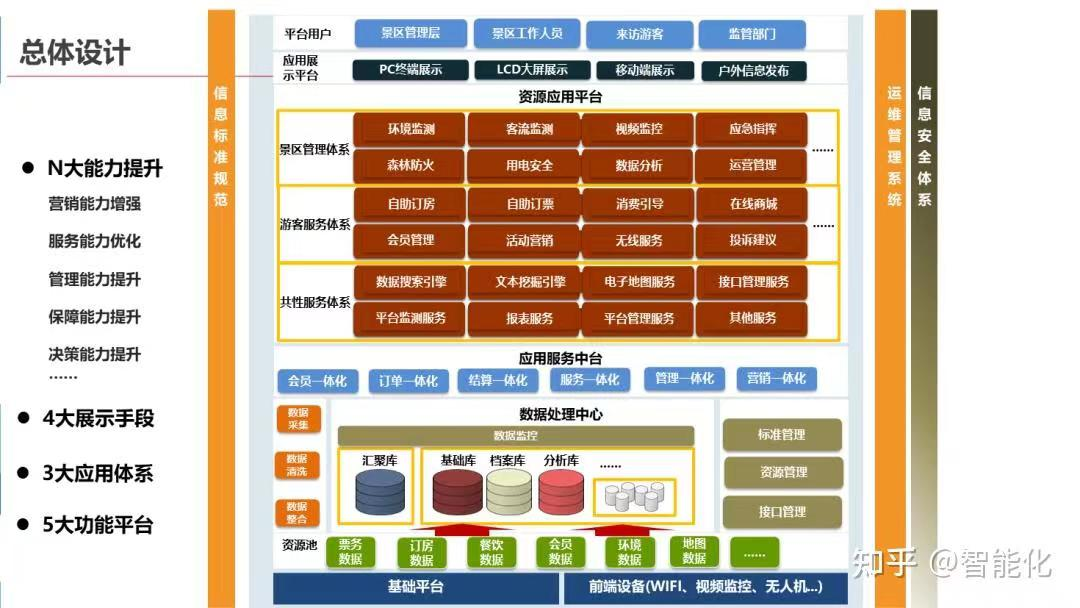 总体设计
N大能力提升
营销能力增强
服务能力优化
管理能力提升
保障能力提升
决策能力提升
......
4大展示手段
3大应用体系
5大功能平台
信息标准规范
平台用户
景区管理层
景区工作人员
来访游客
监管部门
应用展
示平台
PC终端展示
LCD大屏展示
移动端展示
户外信息发布
资源应用平台
景区管理体系
环境监测
客流监测
视频监控
应急指挥
森林防火
用电安全
数据分析
运营管理
......
游客服务体系
自助订房
自助订票
消费引导
在线商城
会员管理
活动营销
无线服务
投诉建议
......
共性服务体系
数据搜索引擎
文本挖掘引擎
电子地图服务
接口管理服务
平台监测服务
报表服务
平台管理服务
其他服务
应用服务中台
会员一体化
订单一体化
结算一体化
服务一体化
管理一体化
营销一体化
数据
采集
数据
清洗
数据
整合
数据处理中心
数据监控
汇聚库
基础库
档案库
分析库
......
标准管理
资源管理
接口管理
资源池
票务
数据
订房
数据
餐饮
数据
会员
数据
环境
数据
地图
数据
......
基础平台
前端设备(WIFI、视频监控、无人机...)
运维管理系统
信息安全体系
知乎 @智能化